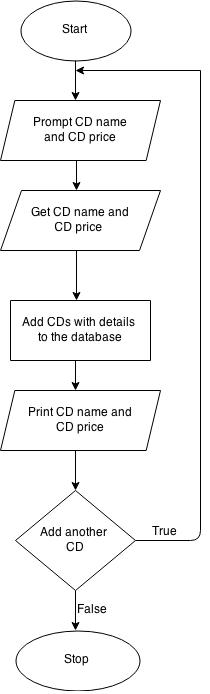 Start
Prompt CD name
and CD price
Get CD name and
CD price
Add CDs with details
to the database
Print CD name and
CD price
Add another
CD
True
False
Stop